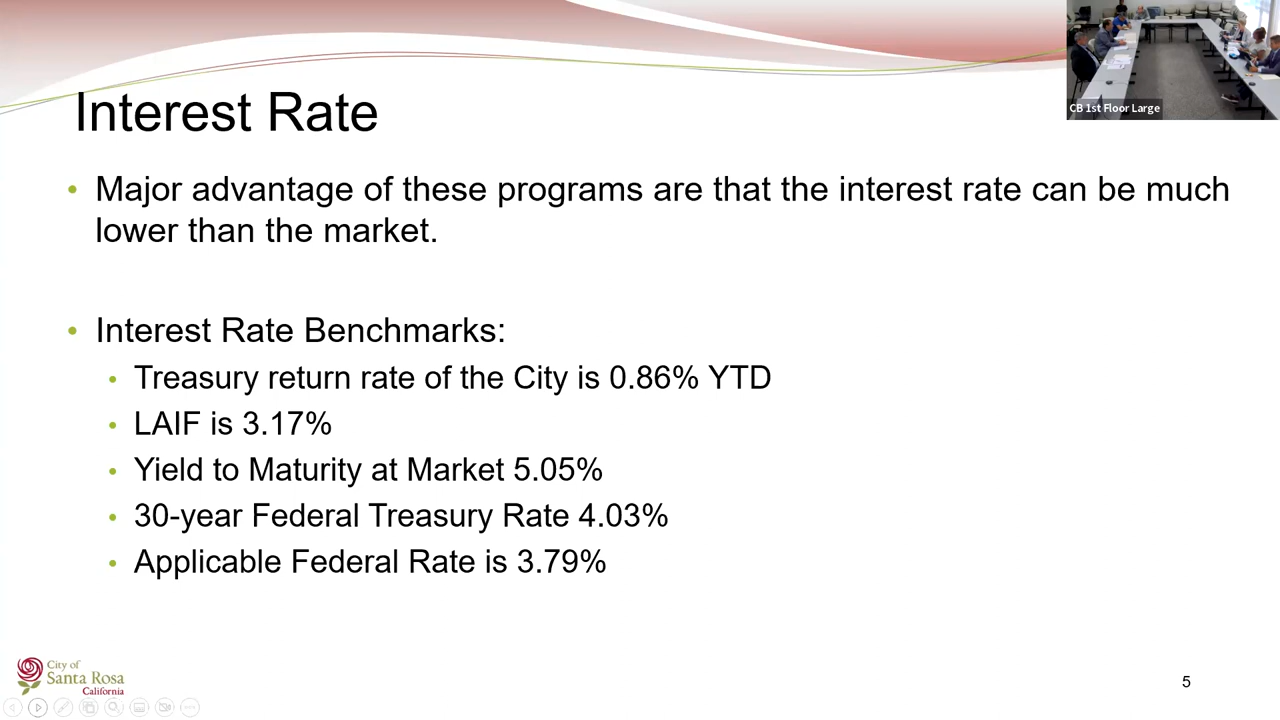 CB 1st Floor Large
Interest Rate
• Major advantage of these programs are that the interest rate can be much
lower than the market.
• Interest Rate Benchmarks:
• Treasury return rate of the City is 0.86% YTD
• LAIF is 3.17%
• Yield to Maturity at Market 5.05%
• 30-year Federal Treasury Rate 4.03%
• Applicable Federal Rate is 3.79%
City of
Santa Rosa
California
5